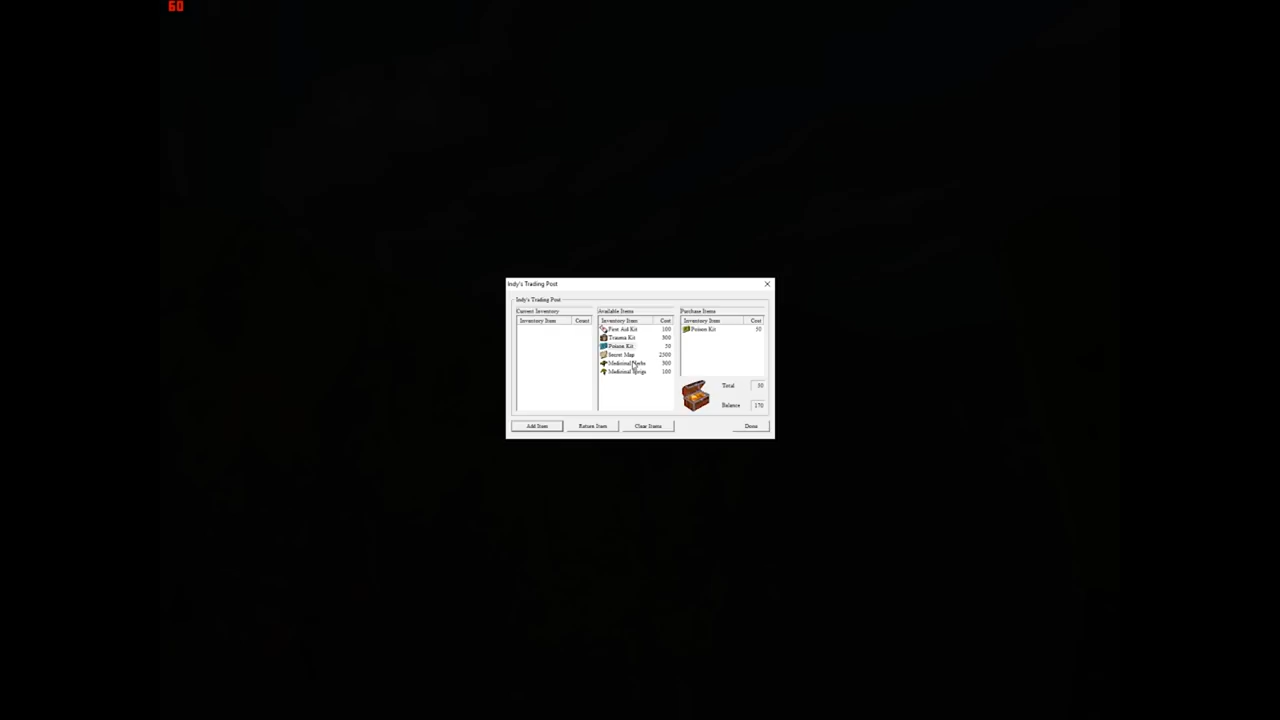 60
Indy's Trading Post
Indy's Trading Post
Current Inventory
Inventory Item Count
Available Items
Inventory Item Cost
First Aid Kit 100
Trauma Kit 300
Poison Kit 50
Secret Map 2500
Medicinal Herbs 300
Medicinal Sprigs 100
Purchase Items
Inventory Item Cost
Poison Kit 50
Total 50
Balance 170
Add Item Return Item Clear Items Done